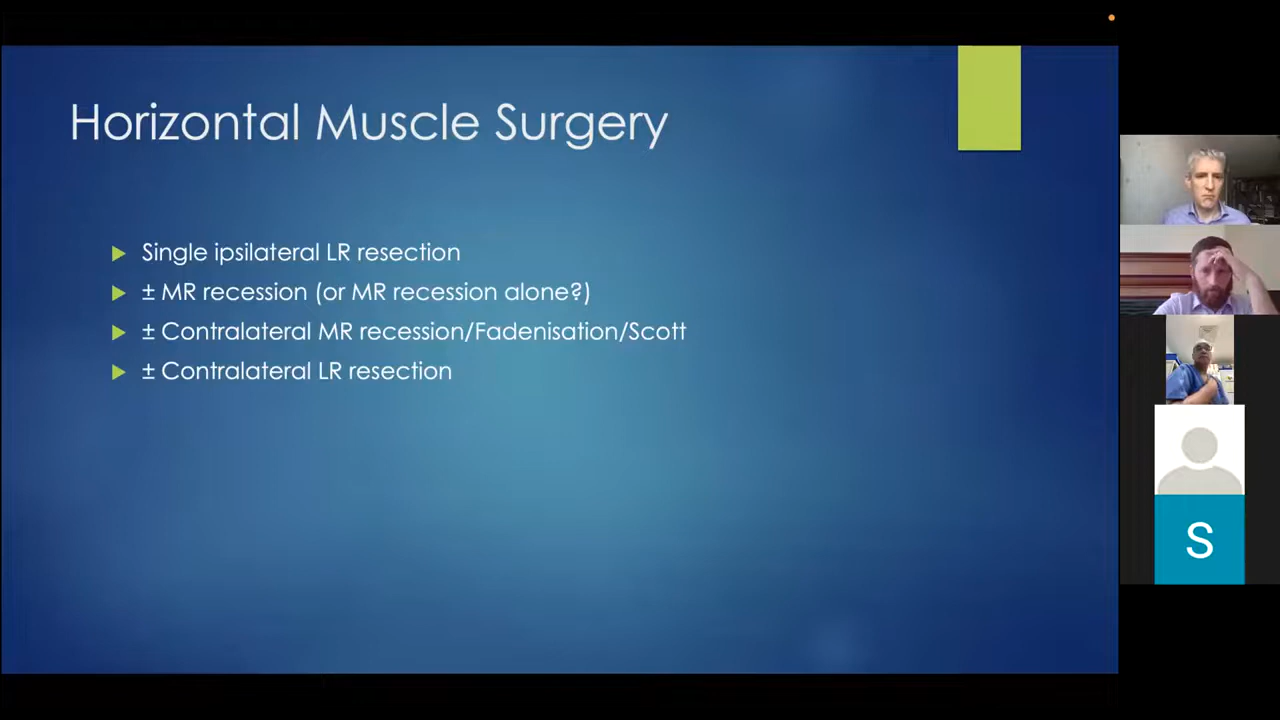 Horizontal Muscle Surgery
Single ipsilateral LR resection
± MR recession (or MR recession alone?)
± Contralateral MR recession/Fadenisation/Scott
± Contralateral LR resection
S